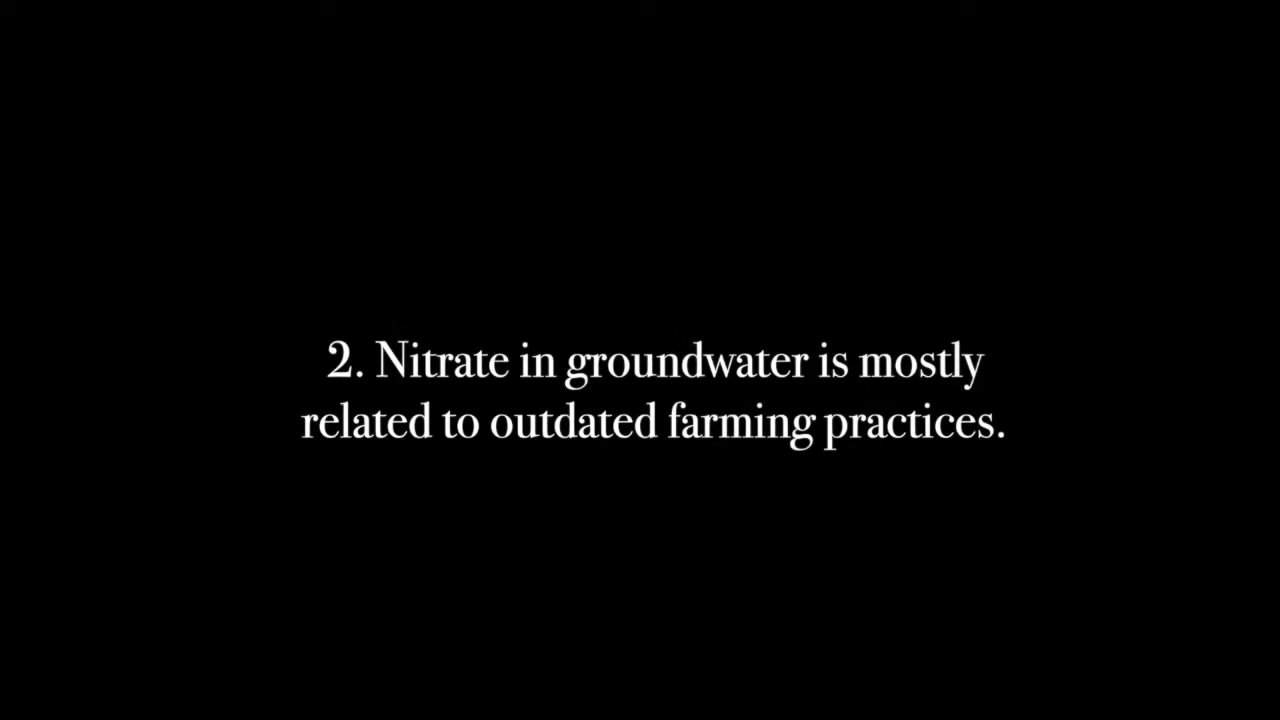 2. Nitrate in groundwater is mostly
related to outdated farming practices.